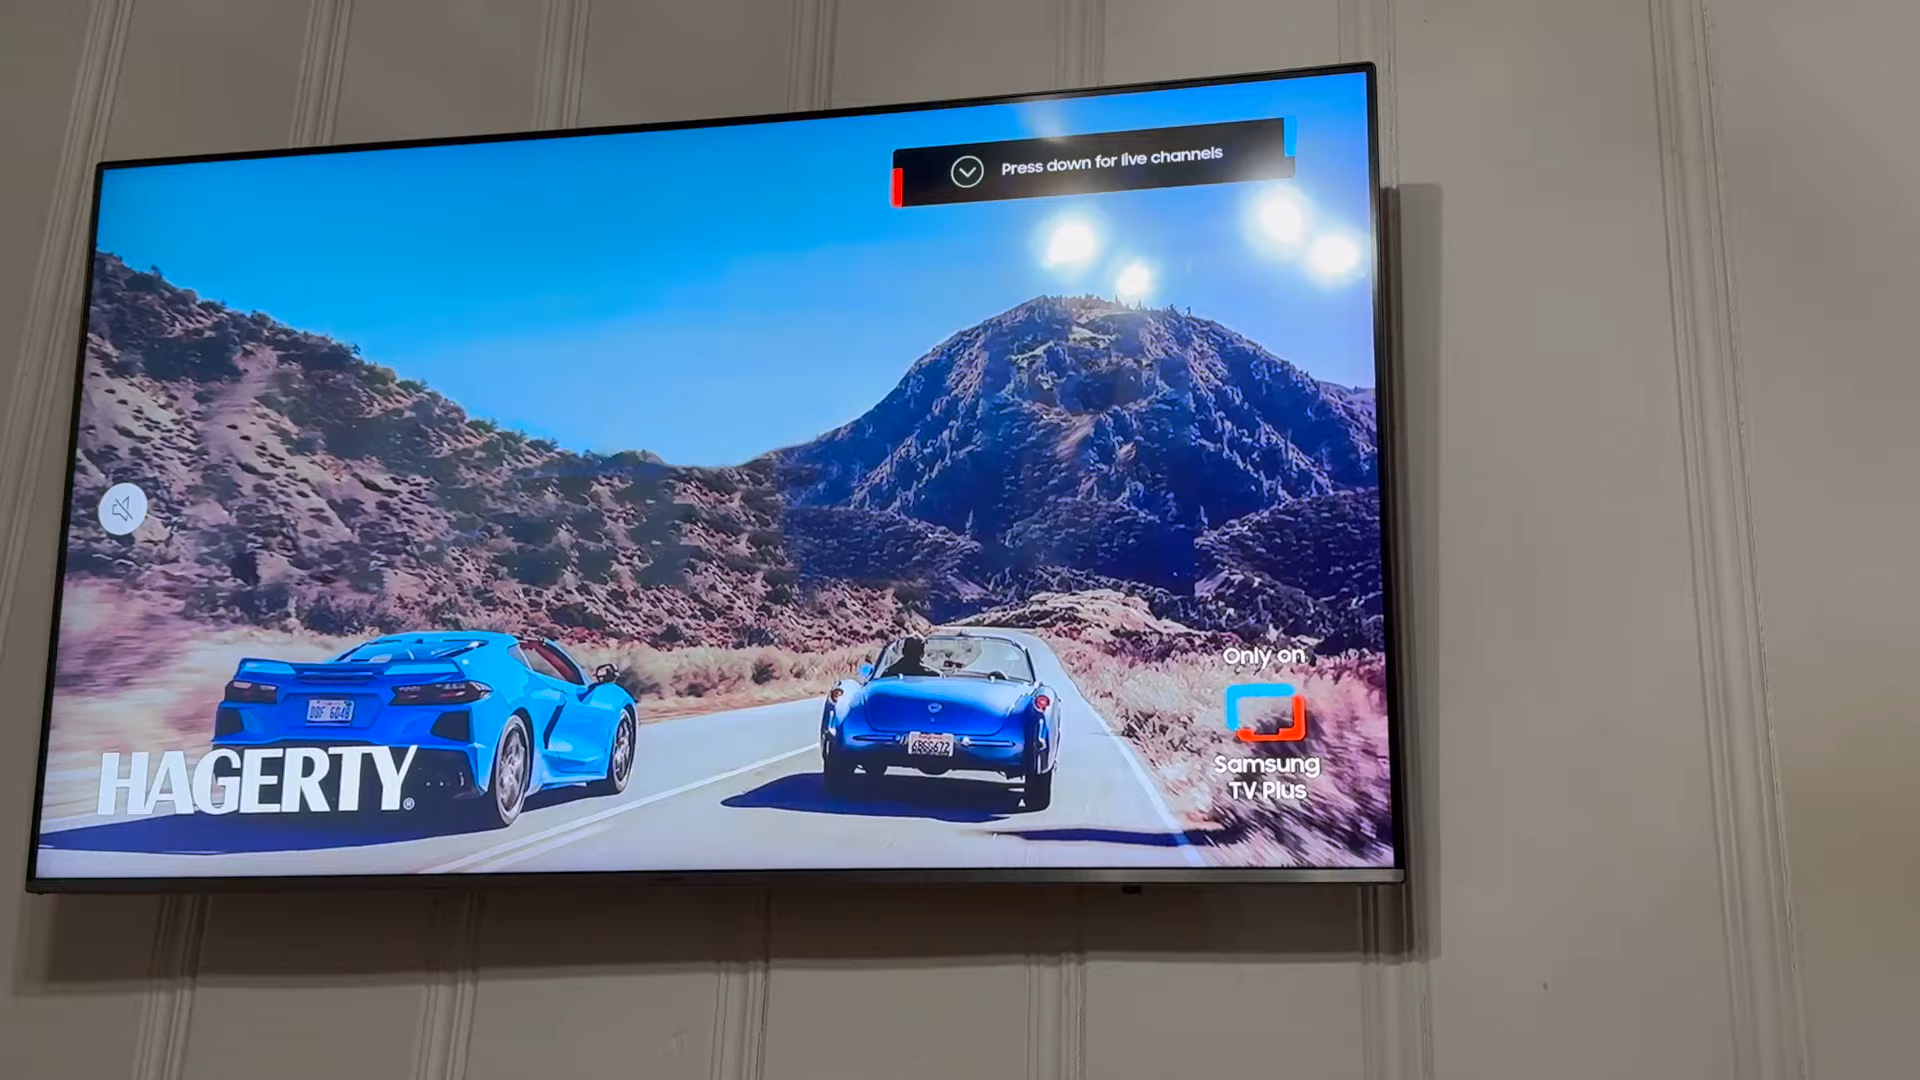 Press down for live channels
Only on
Samsung
TV Plus
HAGERTY®